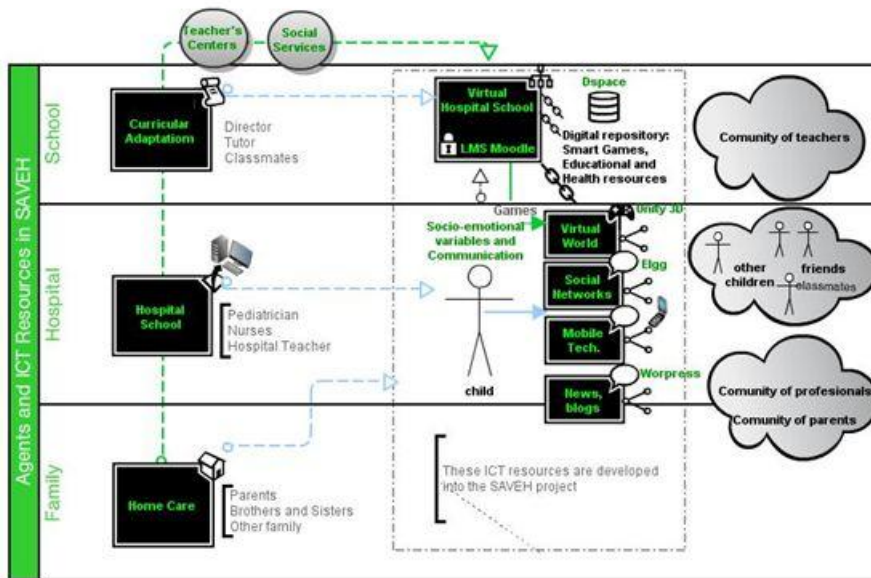 Teacher's
Centers
Social
Services
Agents and ICT Resources in SAVEH
School
Curricular
Adaptatiom
Director
Tutor
Classmates
Virtual
Hospital School
LMS Moodle
Dspace
Digital repository:
Smart Games,
Educational and
Health resources
Comunity of teachers
Hospital
Hospital
School
Pediatrician
Nurses
Hospital Teacher
Games
Socio-emotional
variables and
Communication
child
Unity 3D
Virtual
World
Elgg
Social
Networks
Mobile
Tech.
Worpress
News,
blogs
other
children
friends
classmates
Comunity of profesionals
Comunity of parents
Family
Home Care
Parents
Brothers and Sisters
Other family
These ICT resources are developed
into the SAVEH project